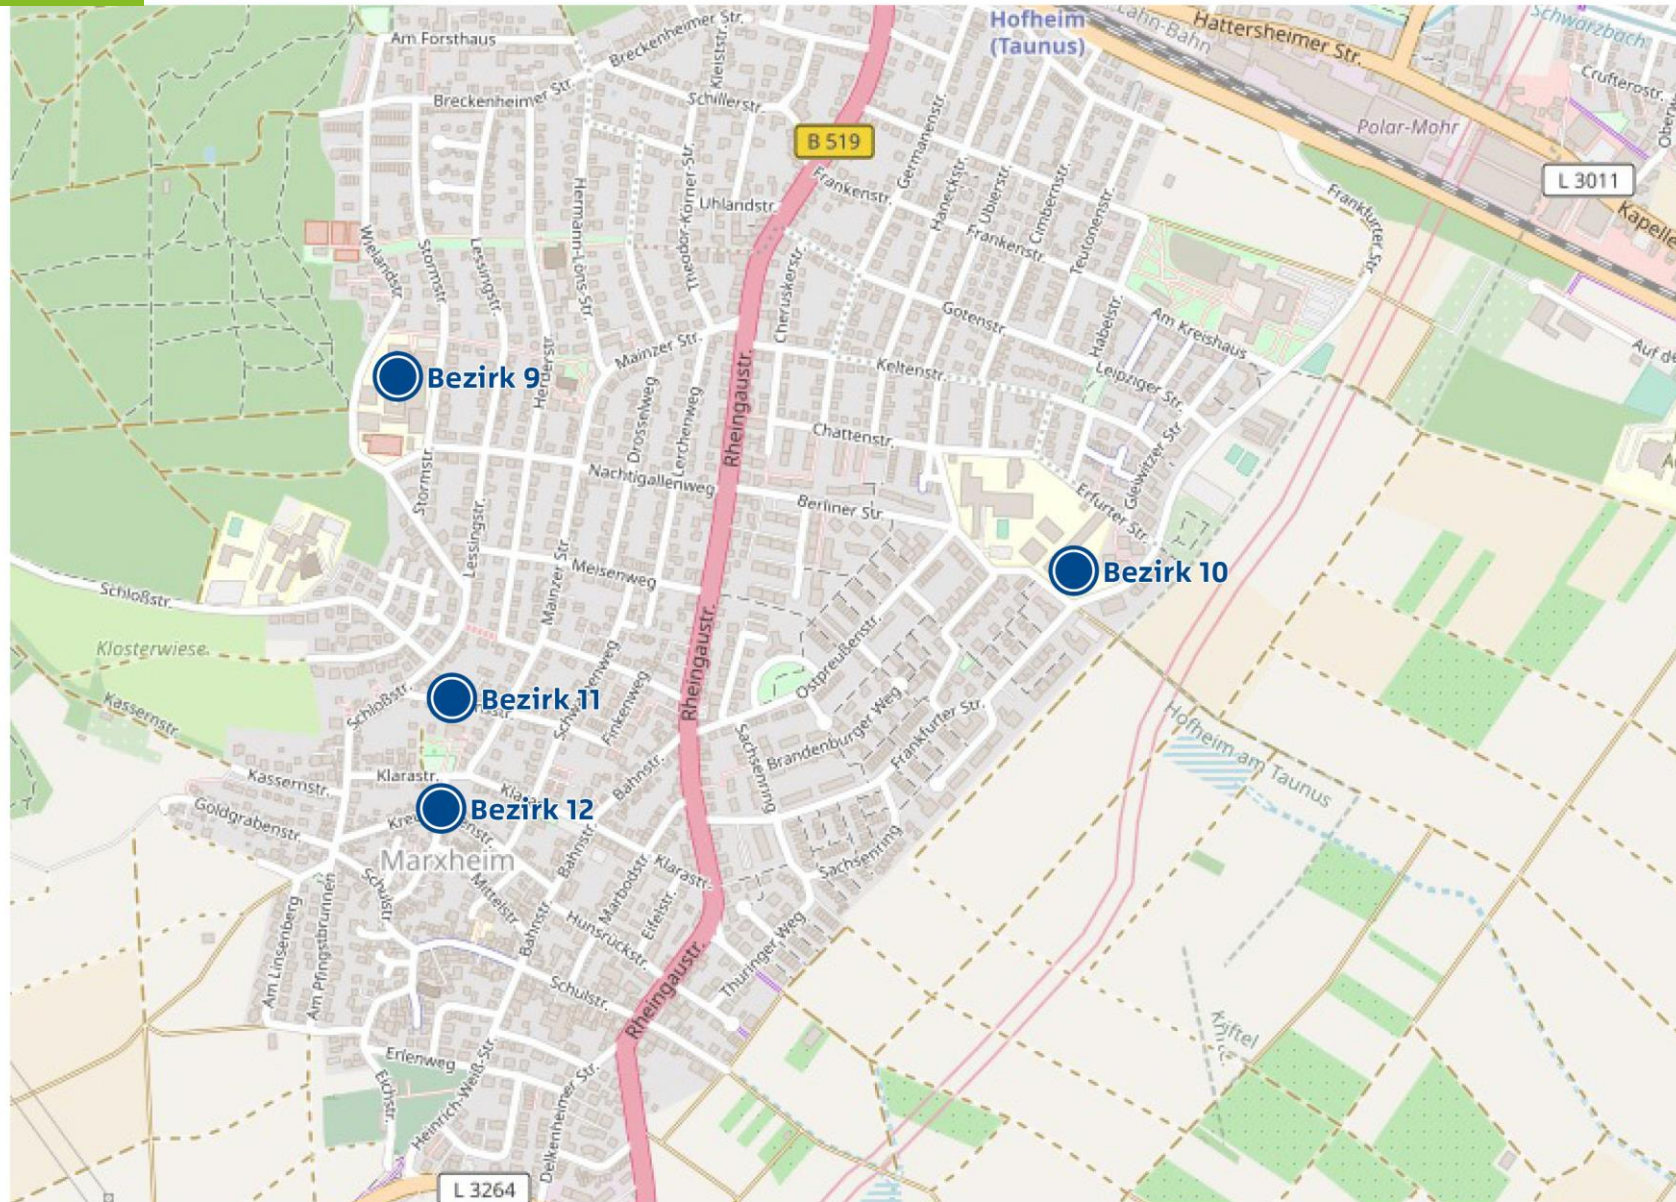 Hofheim
(Taunus)
Lahn-Bahn
Hattersheimer Str.
Schwarzbach
Crufterostr.
Polar-Mohr
L 3011
Kapelle
Am Forsthaus
Breckenheimer Str.
Kleiststr.
Schillerstr.
Breckenheimer Str.
B 519
Germanenstr.
Haneckstr.
Ubierstr.
Cimbernstr.
Teutonenstr.
Frankenstr.
Frankenstr.
Frankfurter Str.
Uhlandstr.
Theodor-Körner-Str.
Hermann-Löns-Str.
Wielandstr.
Stormstr.
Lessingstr.
Herderstr.
Cheruskerstr.
Gotenstr.
Habelstr.
Am Kreishaus
Mainzer Str.
Keltenstr.
Leipziger Str.
Auf de
Bezirk 9
Drosselweg
Lerchenweg
Rheingaustr.
Chattenstr.
Gleiwitzer Str.
Erfurter Str.
Stormstr.
Nachtigallenweg
Berliner Str.
Lessingstr.
Mainzer Str.
Meisenweg
Bezirk 10
Schloßstr.
Klosterwiese
Kassernstr.
Schloßstr.
Bezirk 11
Schwalbenweg
Finkenweg
Rheingaustr.
Ostpreußenstr.
Brandenburger Weg
Frankfurter Str.
Sachsenring
Hofheim am Taunus
Kassernstr.
Klarastr.
Bahnstr.
Goldgrabenstr.
Bezirk 12
Marxheim
Bahnstr.
Klarastr.
Sachsenring
Schulstr.
Mittelstr.
Marbodstr.
Eifelstr.
Am Linsenberg
Am Pfingstbrunnen
Bahnstr.
Hunsrückstr.
Thüringer Weg
Schulstr.
Rheingaustr.
Kriftel
Erlenweg
Eichstr.
Heinrich-Weiß-Str.
Delkenheimer Str.
L 3264